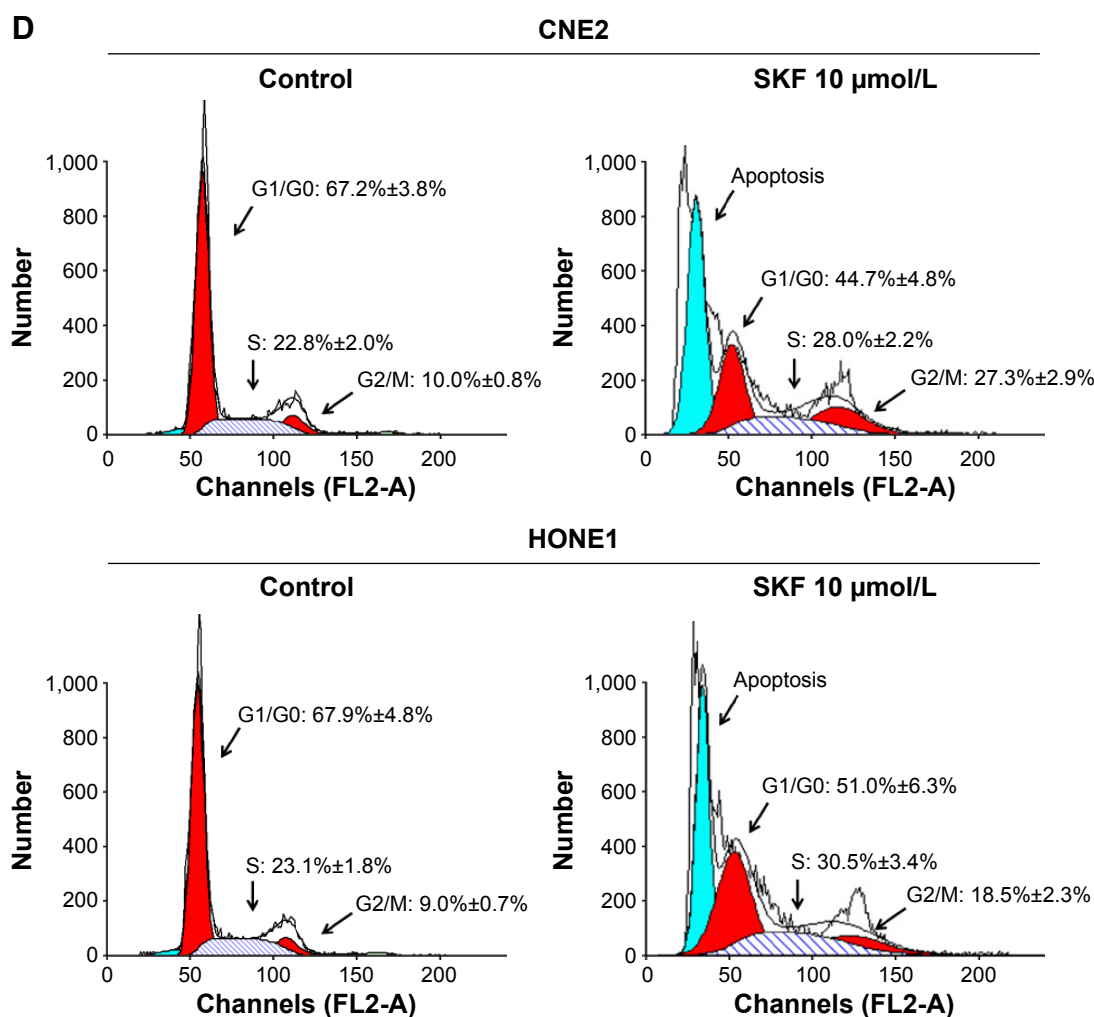 D
CNE2
Control
SKF 10 µmol/L
Number
1,000
800
600
400
200
0
G1/G0: 67.2%±3.8%
S: 22.8%±2.0%
G2/M: 10.0%±0.8%
0 50 100 150 200
Channels (FL2-A)
Number
1,000
800
600
400
200
0
Apoptosis
G1/G0: 44.7%±4.8%
S: 28.0%±2.2%
G2/M: 27.3%±2.9%
0 50 100 150 200
Channels (FL2-A)
HONE1
Control
SKF 10 µmol/L
Number
1,000
800
600
400
200
0
G1/G0: 67.9%±4.8%
S: 23.1%±1.8%
G2/M: 9.0%±0.7%
0 50 100 150 200
Channels (FL2-A)
Number
1,000
800
600
400
200
0
Apoptosis
G1/G0: 51.0%±6.3%
S: 30.5%±3.4%
G2/M: 18.5%±2.3%
0 50 100 150 200
Channels (FL2-A)